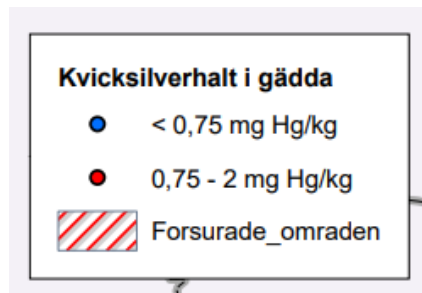 Kvicksilverhalt i gädda
< 0,75 mg Hg/kg
0,75 - 2 mg Hg/kg
Forsurade_omraden